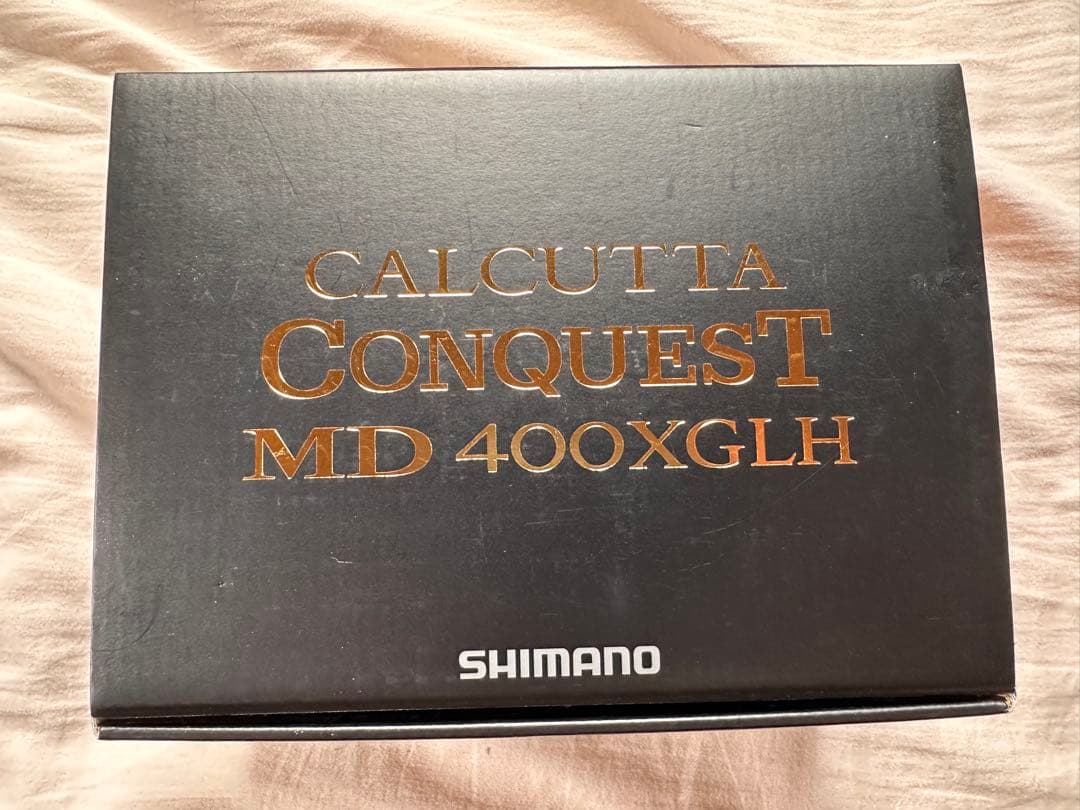 CALCUTTA
CONQUEST
MD 400XGLH
SHIMANO